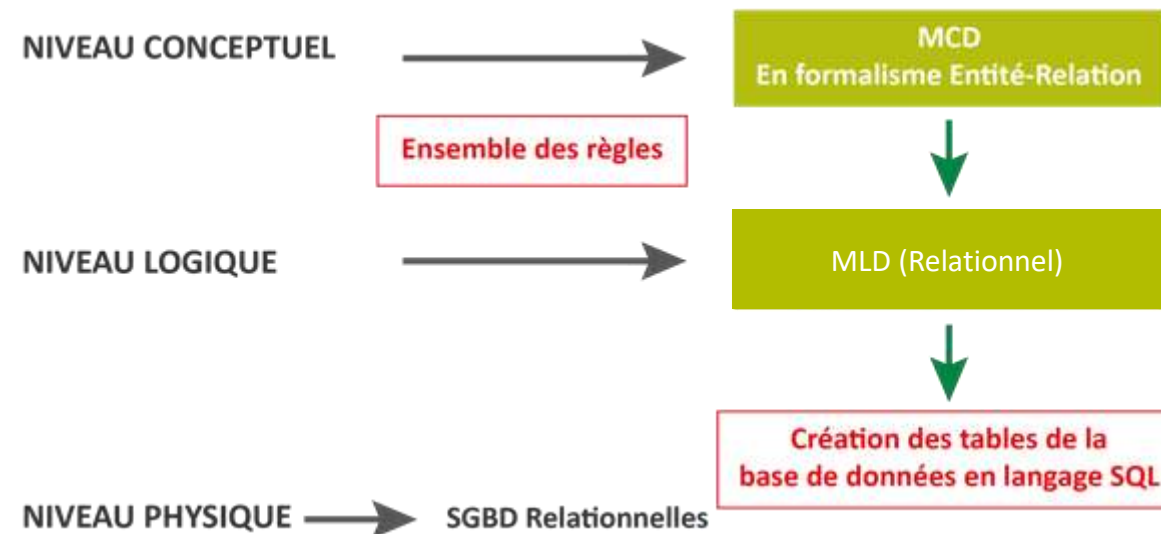 NIVEAU CONCEPTUEL
MCD
En formalisme Entité-Relation
Ensemble des règles
NIVEAU LOGIQUE
MLD (Relationnel)
Création des tables de la
base de données en langage SQL
NIVEAU PHYSIQUE
SGBD Relationnelles